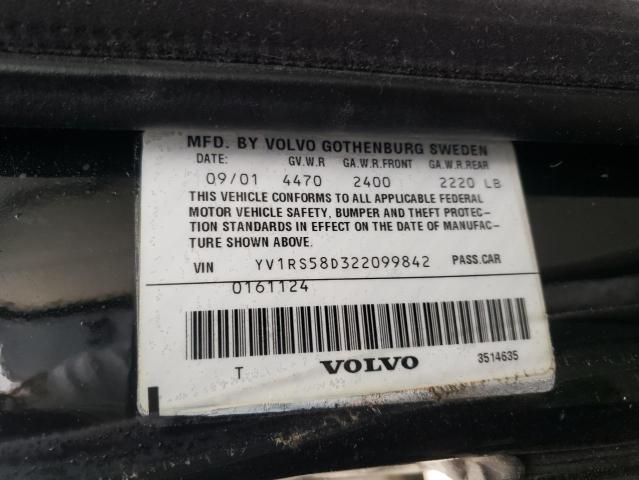 MFD. BY VOLVO GOTHENBURG SWEDEN
DATE: GV.W.R GA.W.R.FRONT GA.W.R.REAR
09/01 4470 2400 2220 LB
THIS VEHICLE CONFORMS TO ALL APPLICABLE FEDERAL
MOTOR VEHICLE SAFETY, BUMPER AND THEFT PROTEC-
TION STANDARDS IN EFFECT ON THE DATE OF MANUFAC-
TURE SHOWN ABOVE.
VIN YV1RS58D322099842 PASS.CAR
0161124
T VOLVO 3514635